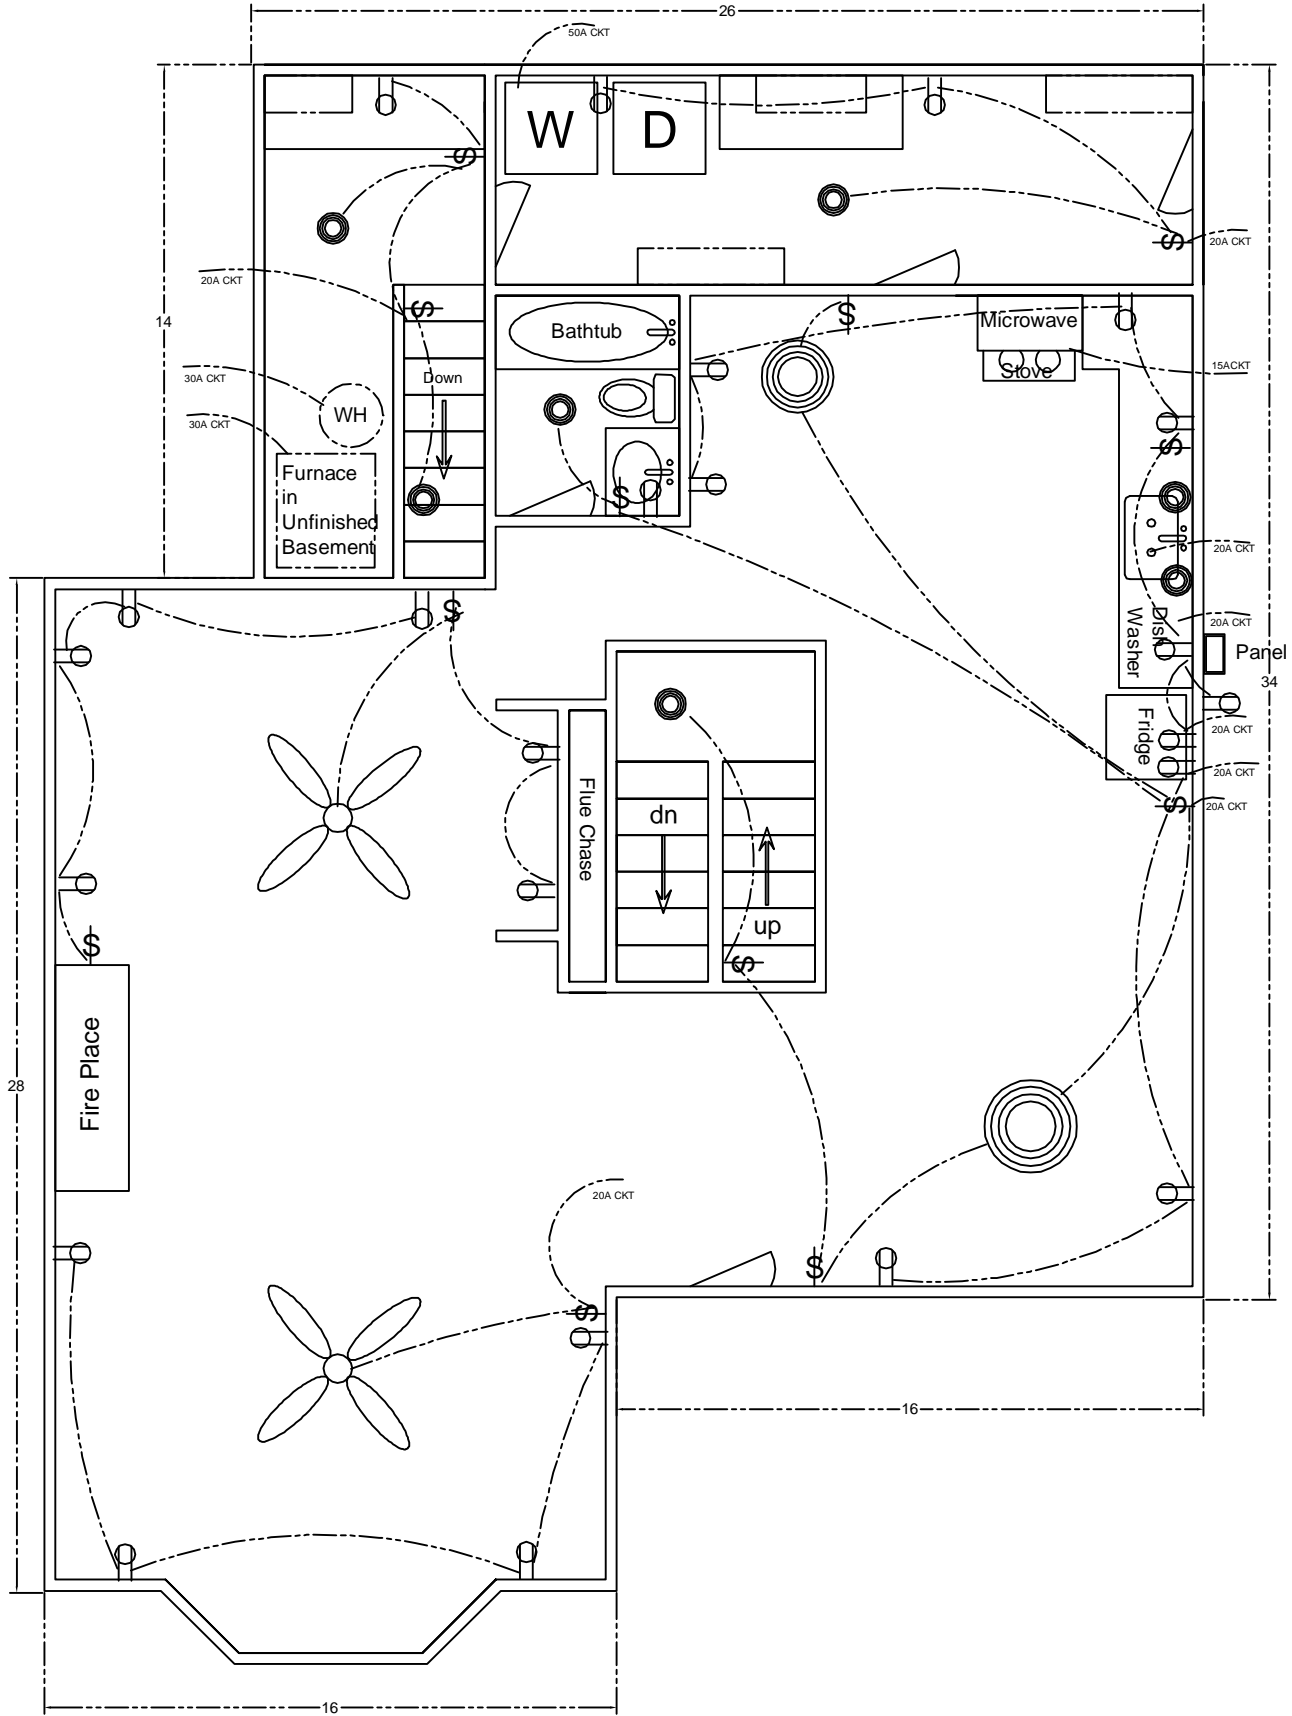 26
50A CKT
W
D
20A CKT
20A CKT
14
Bathtub
Microwave
Stove
15ACKT
Down
30A CKT
WH
30A CKT
Furnace
in
Unfinished
Basement
20A CKT
Dish
Washer
20A CKT
Panel
34
Fridge
20A CKT
20A CKT
20A CKT
Flue Chase
dn
up
Fire Place
28
20A CKT
16
16
$
$
$
$
$
$
$
$
$
$
$
$